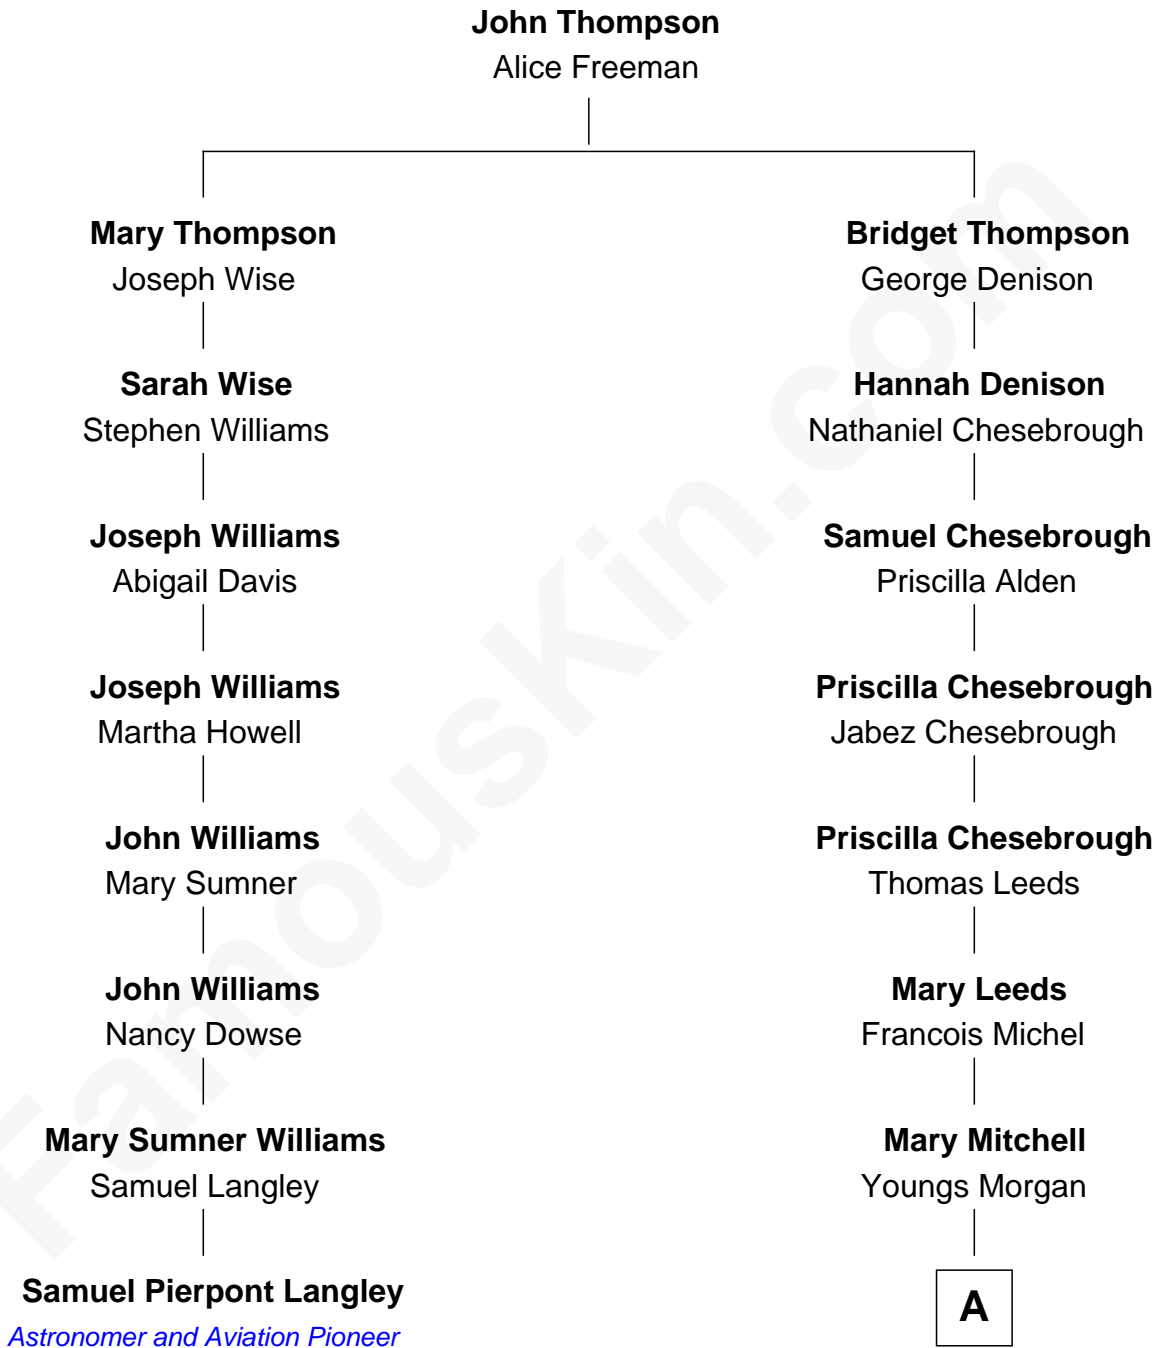 John Thompson
Alice Freeman
Mary Thompson
Joseph Wise
Bridget Thompson
George Denison
Sarah Wise
Stephen Williams
Hannah Denison
Nathaniel Chesebrough
Joseph Williams
Abigail Davis
Samuel Chesebrough
Priscilla Alden
Joseph Williams
Martha Howell
Priscilla Chesebrough
Jabez Chesebrough
John Williams
Mary Sumner
Priscilla Chesebrough
Thomas Leeds
John Williams
Nancy Dowse
Mary Leeds
Francois Michel
Mary Sumner Williams
Samuel Langley
Mary Mitchell
Youngs Morgan
Samuel Pierpont Langley
Astronomer and Aviation Pioneer
A
FamousKin.com